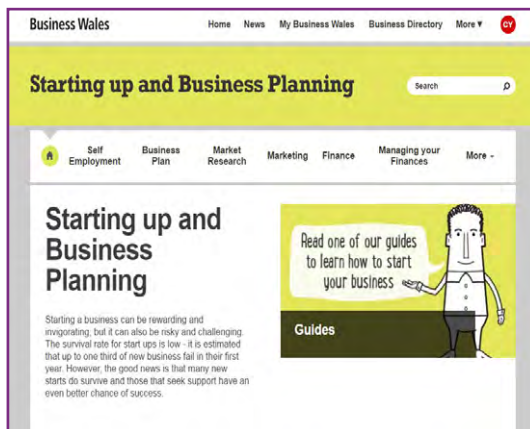 Business Wales
Home News My Business Wales Business Directory More ▼ CY
Starting up and Business Planning
Search
Self Employment Business Plan Market Research Marketing Finance Managing your Finances More
Starting up and
Business
Planning
Starting a business can be rewarding and
invigorating, but it can also be risky and challenging.
The survival rate for start ups is low - it is estimated
that up to one third of new business fail in their first
year. However, the good news is that many new
starts do survive and those that seek support have an
even better chance of success.
Read one of our guides
to learn how to start
your business
Guides